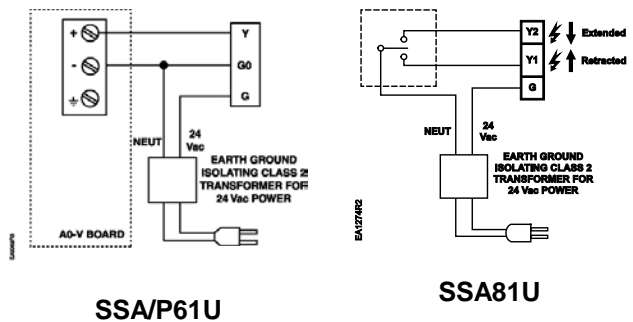 +
Y
-
G0
G
NEUT
24
Vac
EARTH GROUND
ISOLATING CLASS 2
TRANSFORMER FOR
24 Vac POWER
A0-V BOARD
SSA/P61U
Y2
Extended
Y1
Retracted
G
NEUT
24
Vac
EARTH GROUND
ISOLATING CLASS 2
TRANSFORMER FOR
24 Vac POWER
EA1274R2
SSA81U